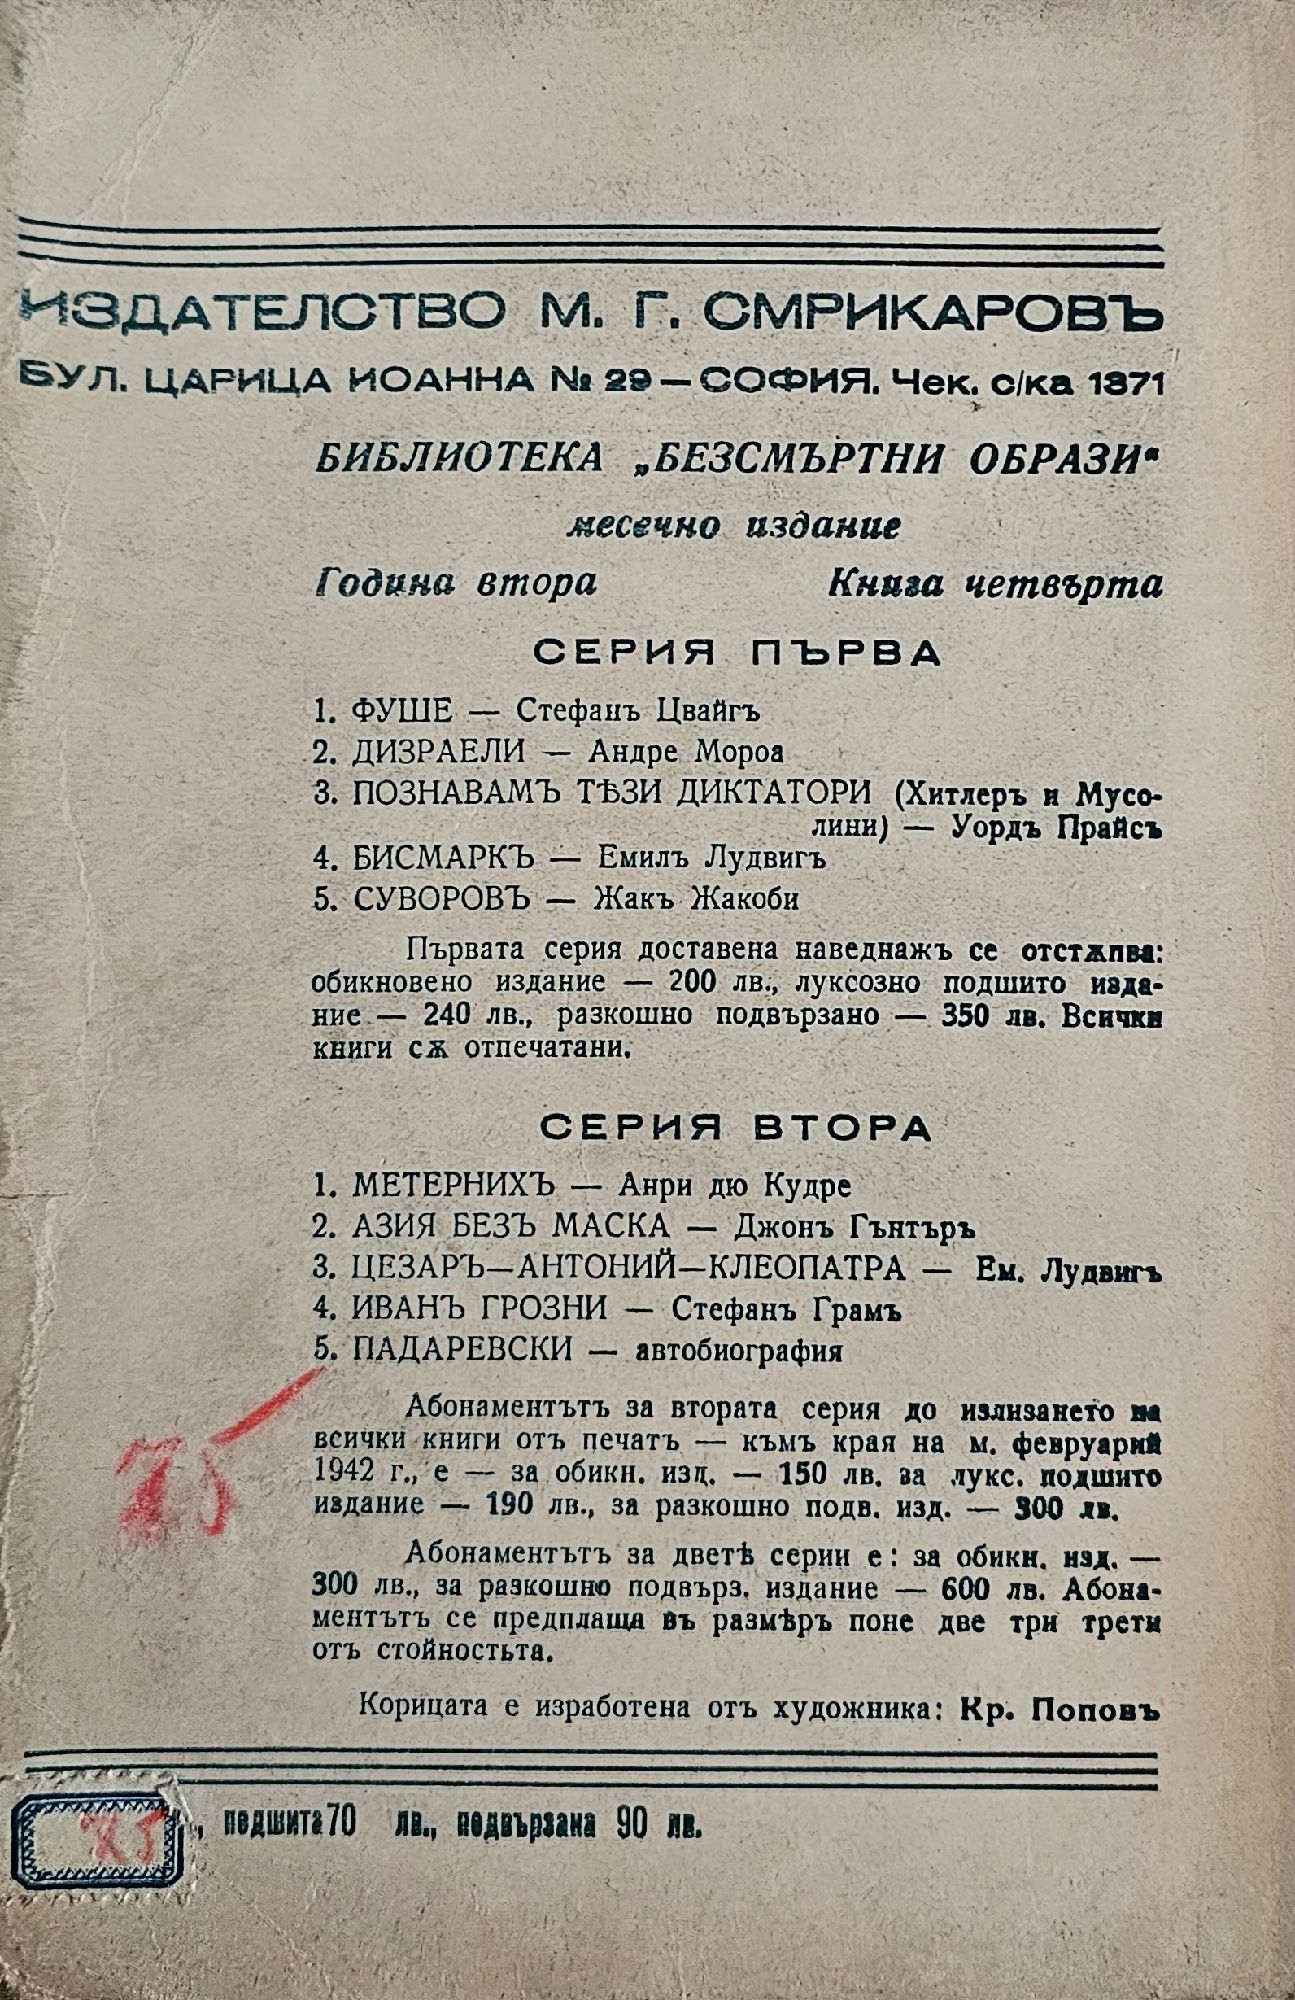 ИЗДАТЕЛСТВО М. Г. СМРИКАРОВЪ
БУЛ. ЦАРИЦА ИОАННА № 29 — СОФИЯ. Чек. с/ка 1371
БИБЛИОТЕКА „БЕЗСМЪРТНИ ОБРАЗИ“
месечно издание
Година втора Книга четвърта
СЕРИЯ ПЪРВА
1. ФУШЕ — Стефанъ Цвайгъ
2. ДИЗРАЕЛИ — Андре Мороа
3. ПОЗНАВАМЪ ТѢЗИ ДИКТАТОРИ (Хитлеръ и Мусо-
лини) — Уордъ Прайсъ
4. БИСМАРКЪ — Емилъ Лудвигъ
5. СУВОРОВЪ — Жакъ Жакоби
Първата серия доставена наведнажъ се отстѫпва:
обикновено издание — 200 лв., луксозно подшито изда-
ние — 240 лв., разкошно подвързано — 350 лв. Всички
книги сѫ отпечатани.
СЕРИЯ ВТОРА
1. МЕТЕРНИХЪ — Анри дю Кудре
2. АЗИЯ БЕЗЪ МАСКА — Джонъ Гънтъръ
3. ЦЕЗАРЪ—АНТОНИЙ—КЛЕОПАТРА — Ем. Лудвигъ
4. ИВАНЪ ГРОЗНИ — Стефанъ Грамъ
5. ПАДАРЕВСКИ — автобиография
Абонаментътъ за втората серия до излизането на
всички книги отъ печатъ — къмъ края на м. февруарий
1942 г., е — за обикн. изд. — 150 лв. за лукс. подшито
издание — 190 лв., за разкошно подв. изд. — 300 лв.
75
Абонаментътъ за дветѣ серии е: за обикн. изд. —
300 лв., за разкошно подвърз. издание — 600 лв. Абона-
ментътъ се предплаща въ размѣръ поне две три трети
отъ стойностьта.
Корицата е изработена отъ художника: Кр. Поповъ
75 , подшита 70 лв., подвързана 90 лв.